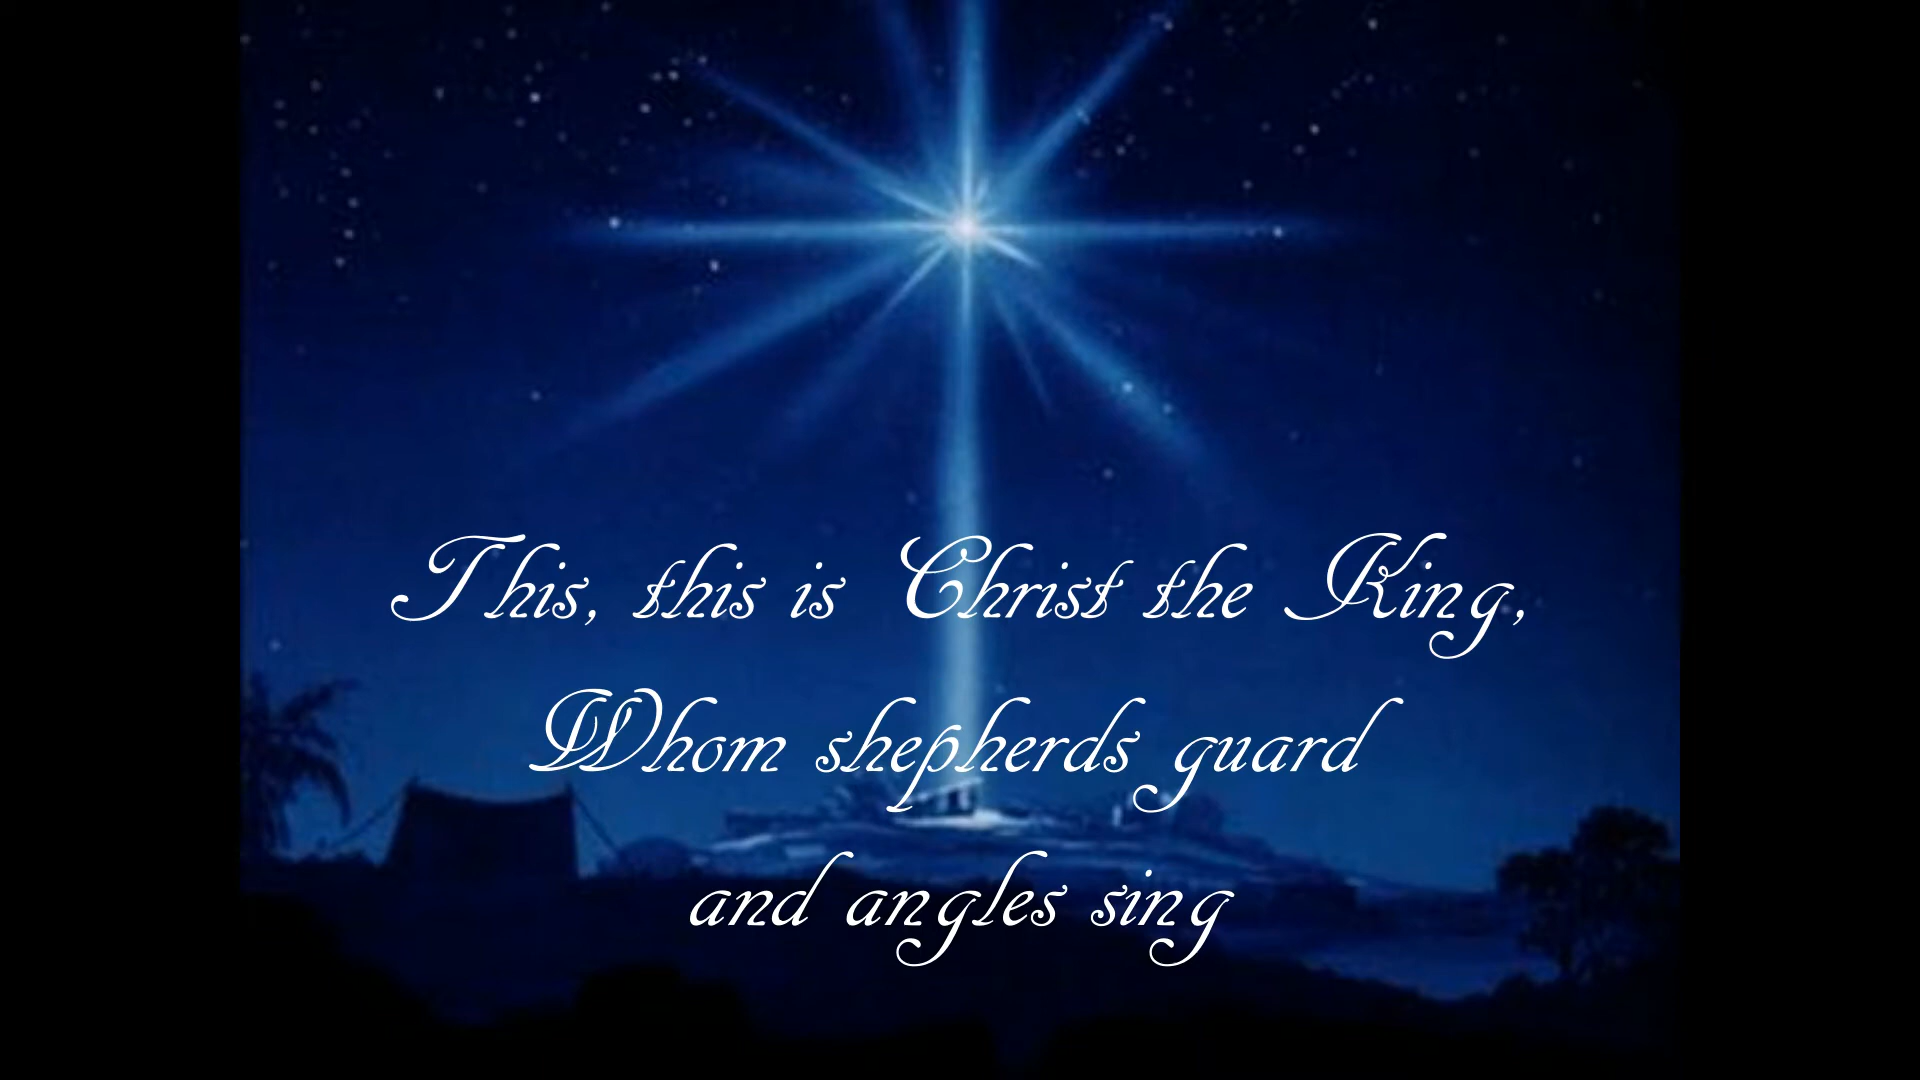 This, this is Christ the King,
Whom shepherds guard
and angles sing